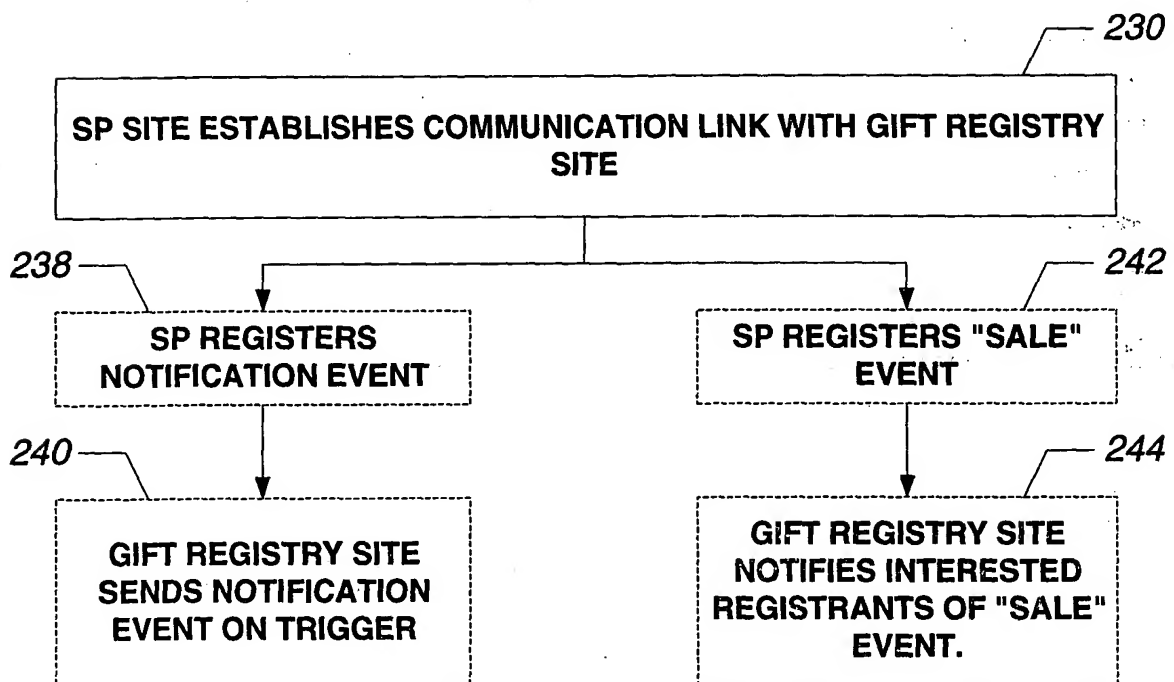 230
SP SITE ESTABLISHES COMMUNICATION LINK WITH GIFT REGISTRY
SITE
238
242
SP REGISTERS
NOTIFICATION EVENT
SP REGISTERS "SALE"
EVENT
240
244
GIFT REGISTRY SITE
SENDS NOTIFICATION
EVENT ON TRIGGER
GIFT REGISTRY SITE
NOTIFIES INTERESTED
REGISTRANTS OF "SALE"
EVENT.